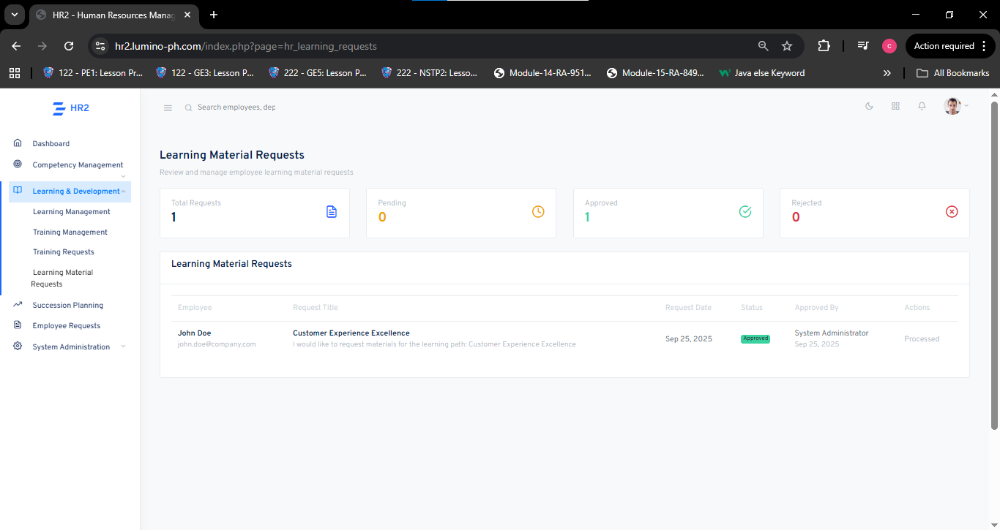 HR2 - Human Resources Manag
hr2.lumino-ph.com/index.php?page=hr_learning_requests
C
Action required
122 - PE1: Lesson Pr...
122 - GE3: Lesson P...
222 - GE5: Lesson P...
222 - NSTP2: Lesso...
Module-14-RA-951...
Module-15-RA-849...
Java else Keyword
All Bookmarks
HR2
Search employees, dep
Dashboard
Competency Management
Learning & Development
Learning Management
Training Management
Training Requests
Learning Material
Requests
Succession Planning
Employee Requests
System Administration
Learning Material Requests
Review and manage employee learning material requests
Total Requests
1
Pending
0
Approved
1
Rejected
0
Learning Material Requests
Employee Request Title Request Date Status Approved By Actions
John Doe Customer Experience Excellence Sep 25, 2025 Approved System Administrator Processed
john.doe@company.com I would like to request materials for the learning path: Customer Experience Excellence Sep 25, 2025